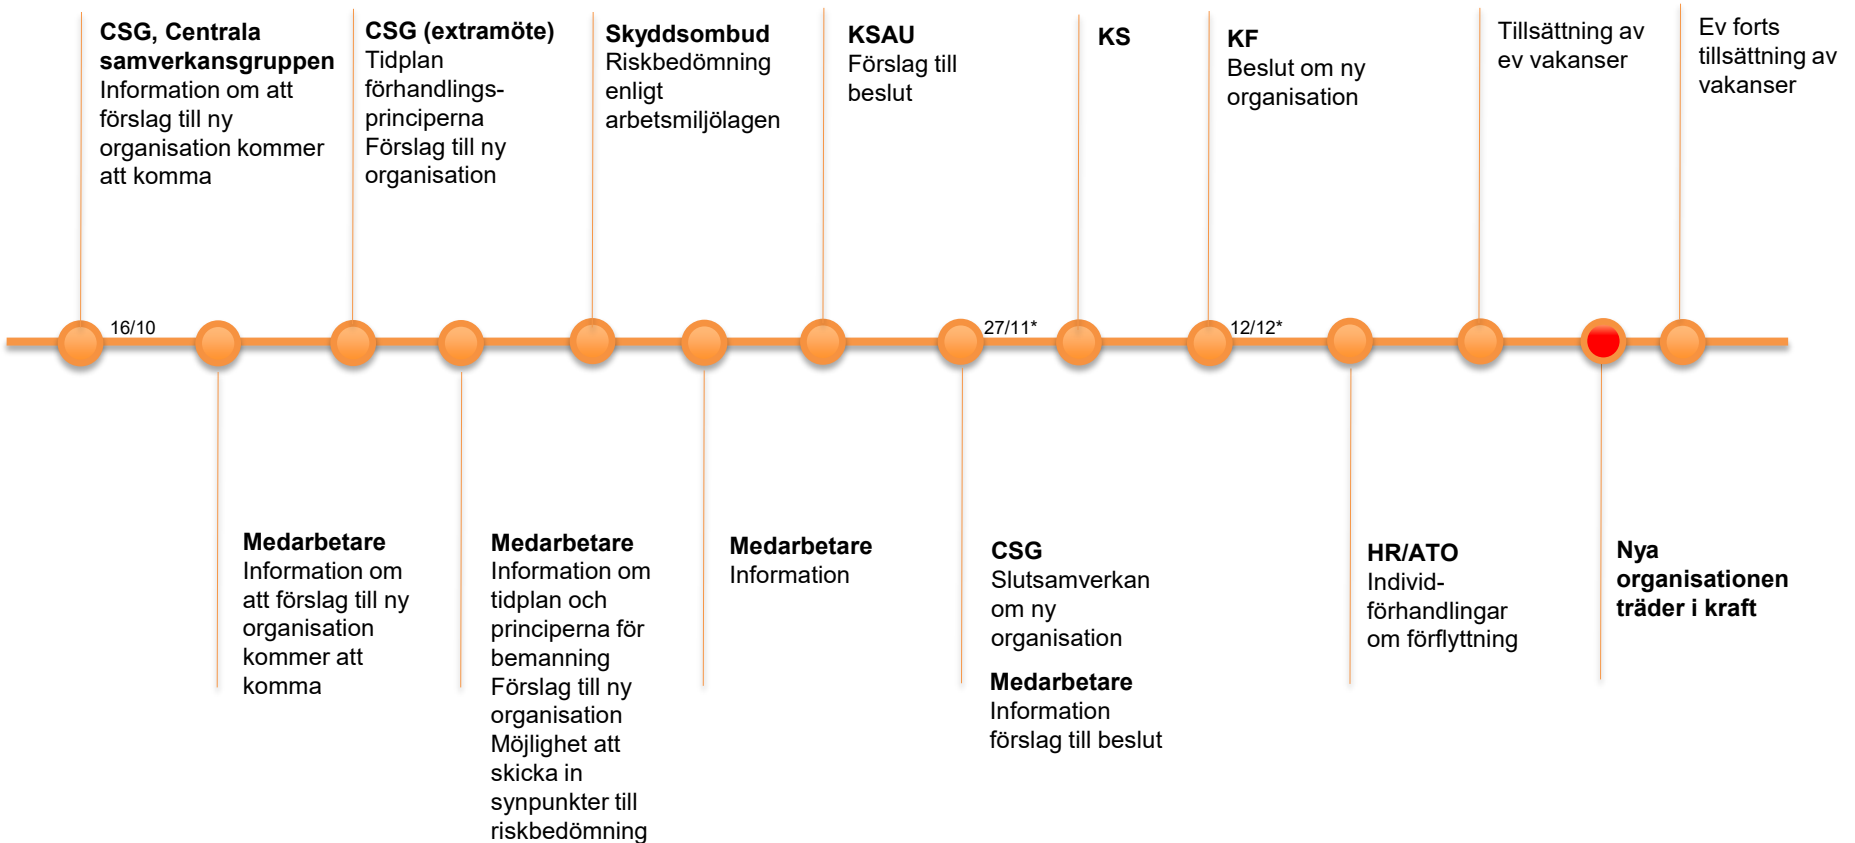 CSG, Centrala
samverkansgruppen
Information om att
förslag till ny
organisation kommer
att komma
CSG (extramöte)
Tidplan
förhandlings-
principerna
Förslag till ny
organisation
Skyddsombud
Riskbedömning
enligt
arbetsmiljölagen
KSAU
Förslag till
beslut
KS
KF
Beslut om ny
organisation
Tillsättning av
ev vakanser
Ev forts
tillsättning av
vakanser
16/10
27/11*
12/12*
Medarbetare
Information om
att förslag till ny
organisation
kommer att
komma
Medarbetare
Information om
tidplan och
principerna för
bemanning
Förslag till ny
organisation
Möjlighet att
skicka in
synpunkter till
riskbedömning
Medarbetare
Information
CSG
Slutsamverkan
om ny
organisation
Medarbetare
Information
förslag till beslut
HR/ATO
Individ-
förhandlingar
om förflyttning
Nya
organisationen
träder i kraft